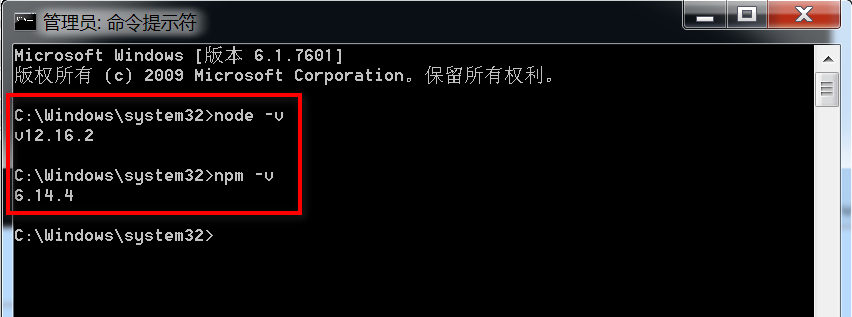 管理员: 命令提示符
Microsoft Windows [版本 6.1.7601]
版权所有 (c) 2009 Microsoft Corporation。保留所有权利。
C:\Windows\system32>node -v
v12.16.2
C:\Windows\system32>npm -v
6.14.4
C:\Windows\system32>